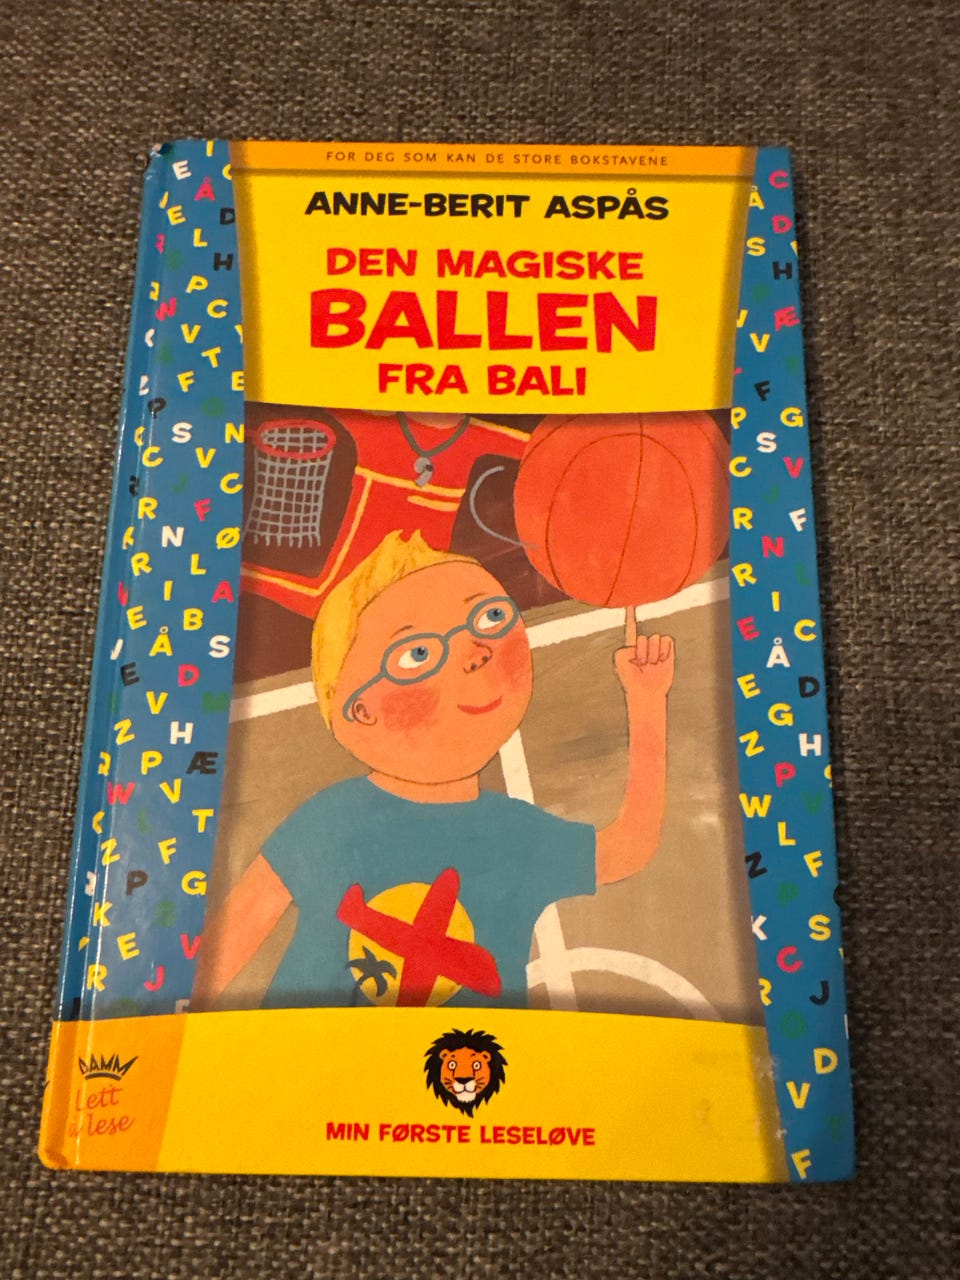 FOR DEG SOM KAN DE STORE BOKSTAVENE
ANNE-BERIT ASPÅS
DEN MAGISKE
BALLEN
FRA BALI
DAMM
Lett
å lese
MIN FØRSTE LESELØVE